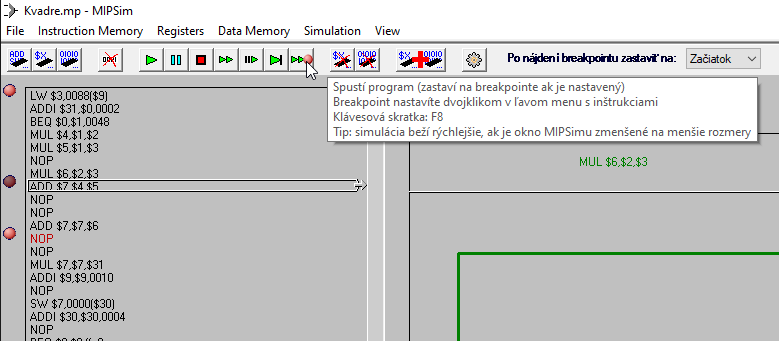 Kvadre.mp - MIPSim
File Instruction Memory Registers Data Memory Simulation View
Po nájdení breakpointu zastaviť na: Začiatok
Spustí program (zastaví na breakpointe ak je nastavený)
Breakpoint nastavíte dvojklikom v ľavom menu s inštrukciami
Klávesová skratka: F8
Tip: simulácia beží rýchlejšie, ak je okno MIPSimu zmenšené na menšie rozmery
LW $3,0088($9)
ADDI $31,$0,0002
BEQ $0,$1,0048
MUL $4,$1,$2
MUL $5,$1,$3
NOP
MUL $6,$2,$3
ADD $7,$4,$5
NOP
NOP
ADD $7,$7,$6
NOP
NOP
MUL $7,$7,$31
ADDI $9,$9,0010
NOP
SW $7,0000($30)
ADDI $30,$30,0004
NOP
MUL $6,$2,$3